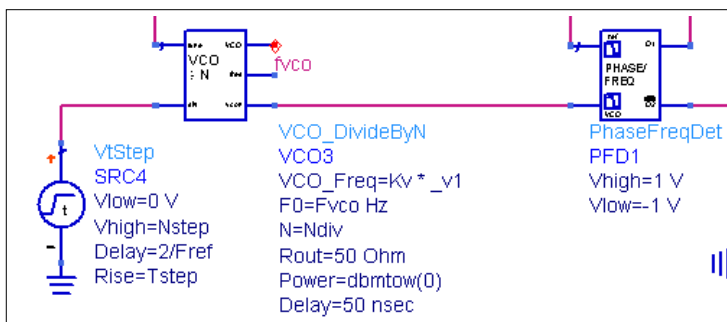 VCO
VCO
÷ N
fvco
VtStep
SRC4
Vlow=0 V
Vhigh=Nstep
Delay=2/Fref
Rise=Tstep
t
VCO_DivideByN
VCO3
VCO_Freq=Kv * _v1
F0=Fvco Hz
N=Ndiv
Rout=50 Ohm
Power=dbmtow(0)
Delay=50 nsec
PHASE/
FREQ
VCO
PhaseFreqDet
PFD1
Vhigh=1 V
Vlow=-1 V